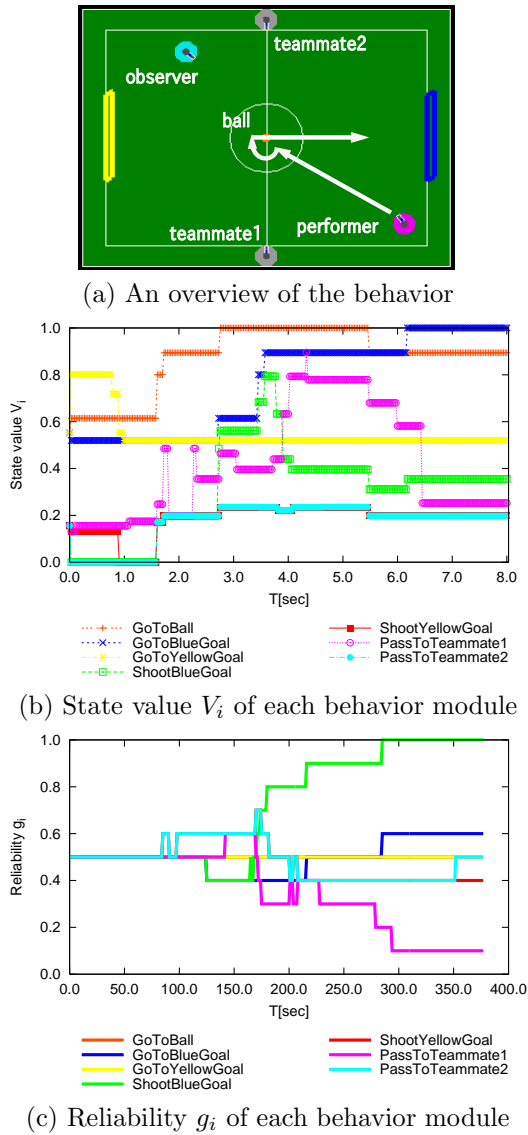 teammate2
observer
ball
teammate1
performer
(a) An overview of the behavior
1.0
0.8
0.6
0.4
0.2
0.0
State value V_i
0.0 1.0 2.0 3.0 4.0 5.0 6.0 7.0 8.0
T[sec]
GoToBall
GoToBlueGoal
GoToYellowGoal
ShootBlueGoal
ShootYellowGoal
PassToTeammate1
PassToTeammate2
(b) State value V_i of each behavior module
1.0
0.8
0.6
0.4
0.2
0.0
Reliability g_i
0.0 50.0 100.0 150.0 200.0 250.0 300.0 350.0 400.0
T[sec]
GoToBall
GoToBlueGoal
GoToYellowGoal
ShootBlueGoal
ShootYellowGoal
PassToTeammate1
PassToTeammate2
(c) Reliability g_i of each behavior module